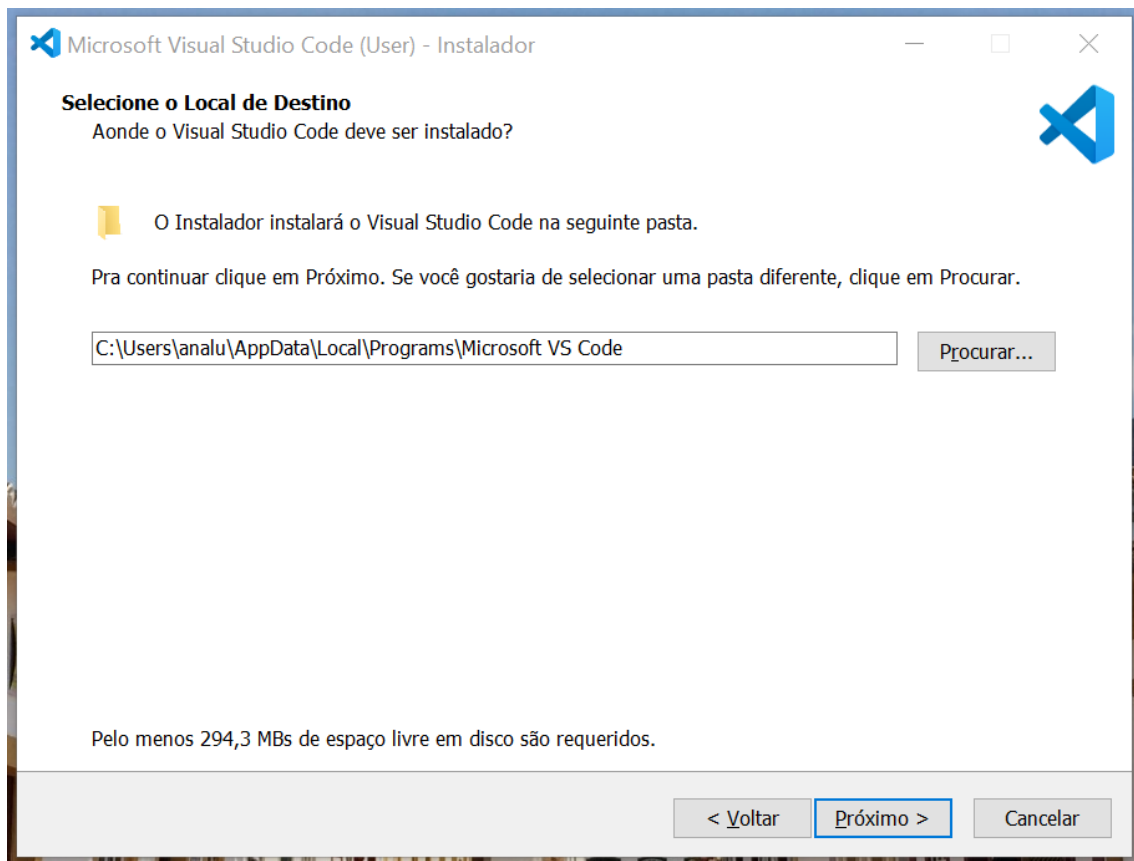 Microsoft Visual Studio Code (User) - Instalador
Selecione o Local de Destino
Aonde o Visual Studio Code deve ser instalado?
O Instalador instalará o Visual Studio Code na seguinte pasta.
Pra continuar clique em Próximo. Se você gostaria de selecionar uma pasta diferente, clique em Procurar.
C:\Users\analu\AppData\Local\Programs\Microsoft VS Code
Procurar...
Pelo menos 294,3 MBs de espaço livre em disco são requeridos.
< Voltar
Próximo >
Cancelar